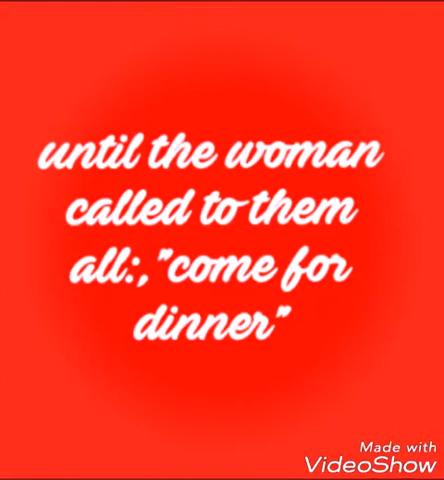 until the woman
called to them
all:,"come for
dinner"
Made with
VideoShow